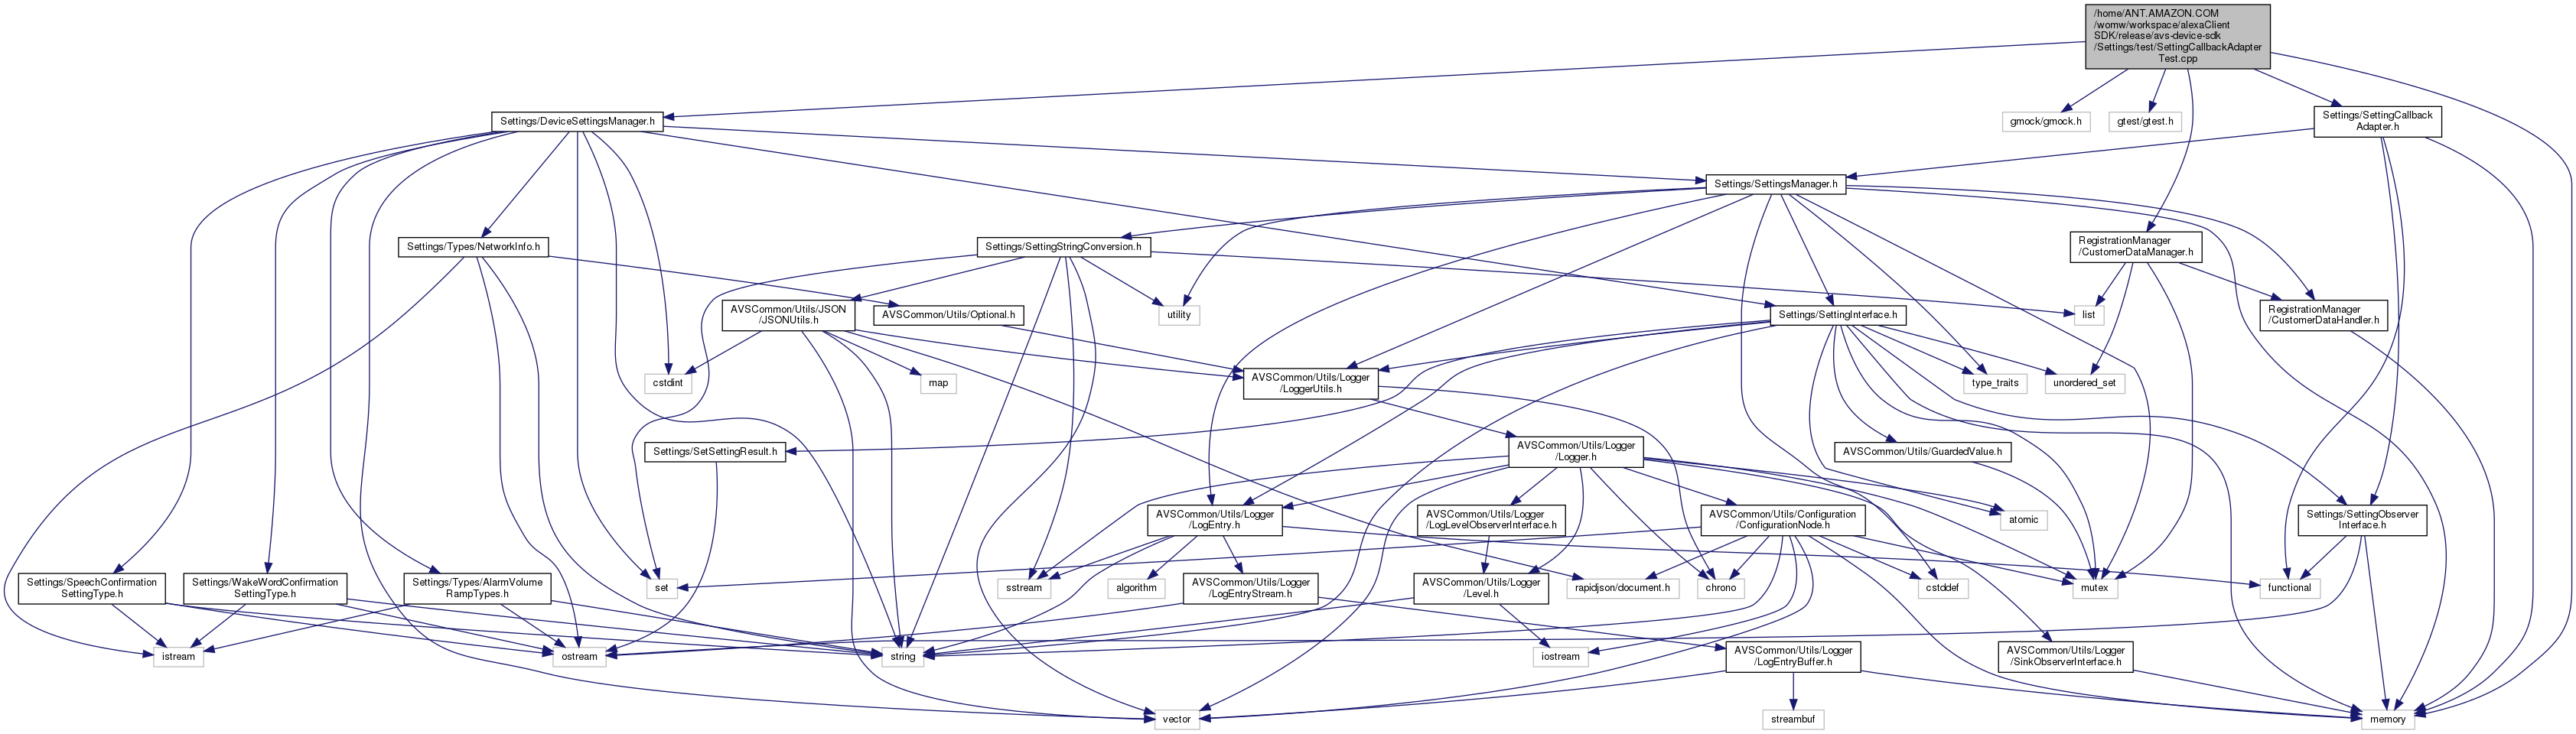 /home/ANT.AMAZON.COM
/womw/workspace/alexaClient
SDK/release/avs-device-sdk
/Settings/test/SettingCallbackAdapter
Test.cpp
Settings/DeviceSettingsManager.h
gmock/gmock.h
gtest/gtest.h
Settings/SettingCallback
Adapter.h
Settings/SettingsManager.h
Settings/Types/NetworkInfo.h
Settings/SettingStringConversion.h
RegistrationManager
/CustomerDataManager.h
AVSCommon/Utils/JSON
/JSONUtils.h
AVSCommon/Utils/Optional.h
utility
Settings/SettingInterface.h
list
RegistrationManager
/CustomerDataHandler.h
cstdint
map
AVSCommon/Utils/Logger
/LoggerUtils.h
type_traits
unordered_set
Settings/SetSettingResult.h
AVSCommon/Utils/Logger
/Logger.h
AVSCommon/Utils/GuardedValue.h
AVSCommon/Utils/Logger
/LogEntry.h
AVSCommon/Utils/Logger
/LogLevelObserverInterface.h
AVSCommon/Utils/Configuration
/ConfigurationNode.h
atomic
Settings/SettingObserver
Interface.h
Settings/SpeechConfirmation
SettingType.h
Settings/WakeWordConfirmation
SettingType.h
Settings/Types/AlarmVolume
RampTypes.h
set
sstream
algorithm
AVSCommon/Utils/Logger
/LogEntryStream.h
AVSCommon/Utils/Logger
/Level.h
rapidjson/document.h
chrono
cstddef
mutex
functional
istream
ostream
string
iostream
AVSCommon/Utils/Logger
/LogEntryBuffer.h
AVSCommon/Utils/Logger
/SinkObserverInterface.h
vector
streambuf
memory